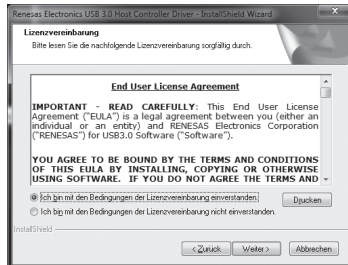 Renesas Electronics USB 3.0 Host Controller Driver - InstallShield Wizard
Lizenzvereinbarung
Bitte lesen Sie die nachfolgende Lizenzvereinbarung sorgfältig durch.
End User License Agreement
IMPORTANT - READ CAREFULLY: This End User License
Agreement ("EULA") is a legal agreement between you (either an
individual or an entity) and RENESAS Electronics Corporation
("RENESAS") for USB3.0 Software ("Software").
YOU AGREE TO BE BOUND BY THE TERMS AND CONDITIONS
OF THIS EULA BY INSTALLING, COPYING OR OTHERWISE
USING SOFTWARE. IF YOU DO NOT AGREE THE TERMS AND
Ich bin mit den Bedingungen der Lizenzvereinbarung einverstanden.
Drucken
Ich bin mit den Bedingungen der Lizenzvereinbarung nicht einverstanden.
InstallShield
< Zurück
Weiter >
Abbrechen